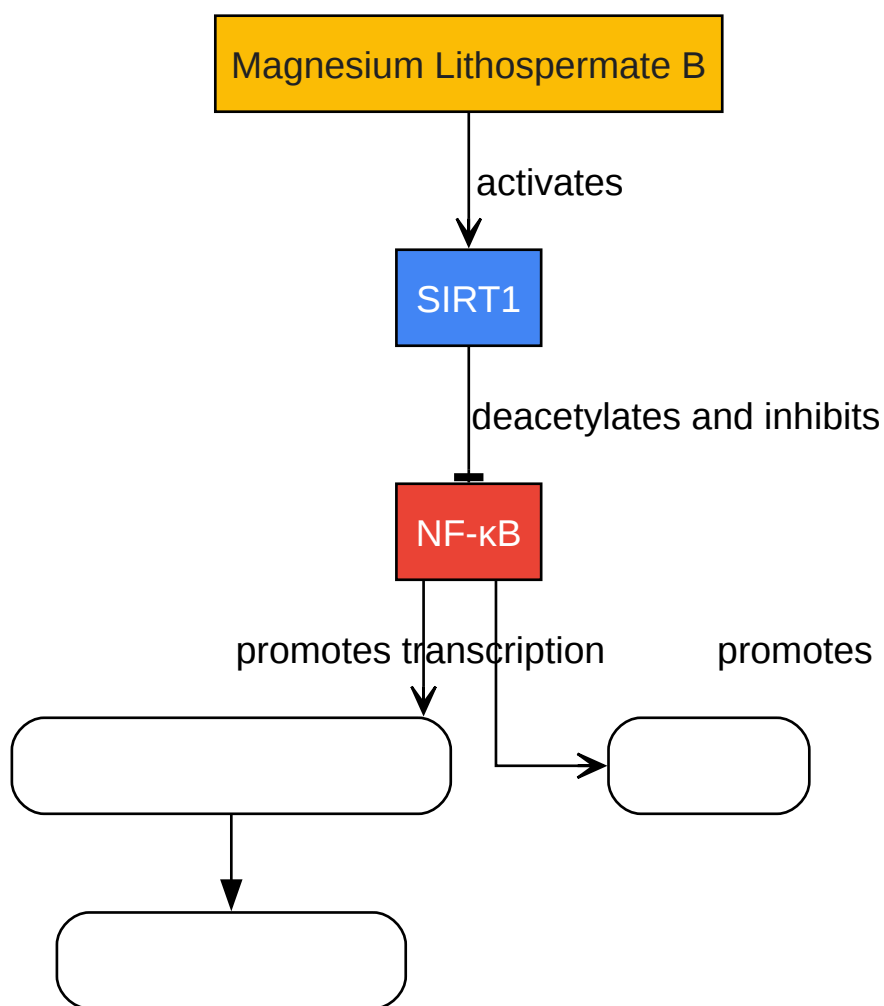 Magnesium Lithospermate B
activates
SIRT1
deacetylates and inhibits
NF-κB
promotes transcription
promotes